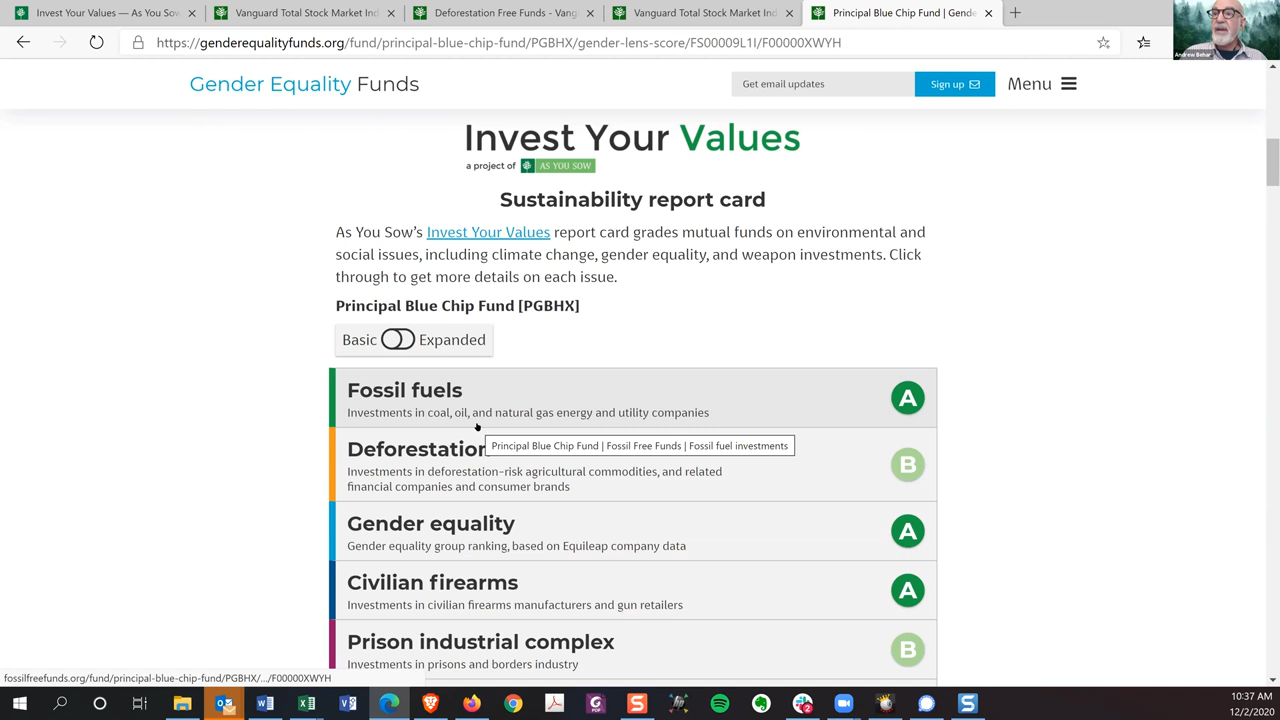 Invest Your Values — As You Sow
Vanguard Total Stock Market Ind
Deforestation Free Funds - Vang
Vanguard Total Stock Market Ind
Principal Blue Chip Fund | Gende
https://genderequalityfunds.org/fund/principal-blue-chip-fund/PGBHX/gender-lens-score/FS00009L1I/F00000XWYH
Andrew Behar
Gender Equality Funds
Get email updates
Sign up
Menu
Invest Your Values
a project of AS YOU SOW
Sustainability report card
As You Sow’s Invest Your Values report card grades mutual funds on environmental and
social issues, including climate change, gender equality, and weapon investments. Click
through to get more details on each issue.
Principal Blue Chip Fund [PGBHX]
Basic Expanded
Fossil fuels
Investments in coal, oil, and natural gas energy and utility companies
A
Principal Blue Chip Fund | Fossil Free Funds | Fossil fuel investments
Deforestation
Investments in deforestation-risk agricultural commodities, and related
financial companies and consumer brands
B
Gender equality
Gender equality group ranking, based on Equileap company data
A
Civilian firearms
Investments in civilian firearms manufacturers and gun retailers
A
Prison industrial complex
Investments in prisons and borders industry
B
fossilfreefunds.org/fund/principal-blue-chip-fund/PGBHX/.../F00000XWYH
10:37 AM
12/2/2020